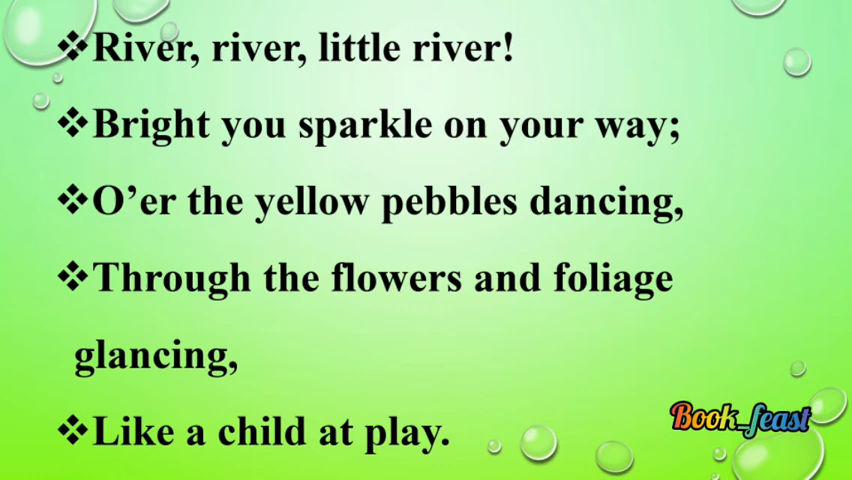 ❖River, river, little river!
❖Bright you sparkle on your way;
❖O’er the yellow pebbles dancing,
❖Through the flowers and foliage
glancing,
❖Like a child at play.
Book_feast